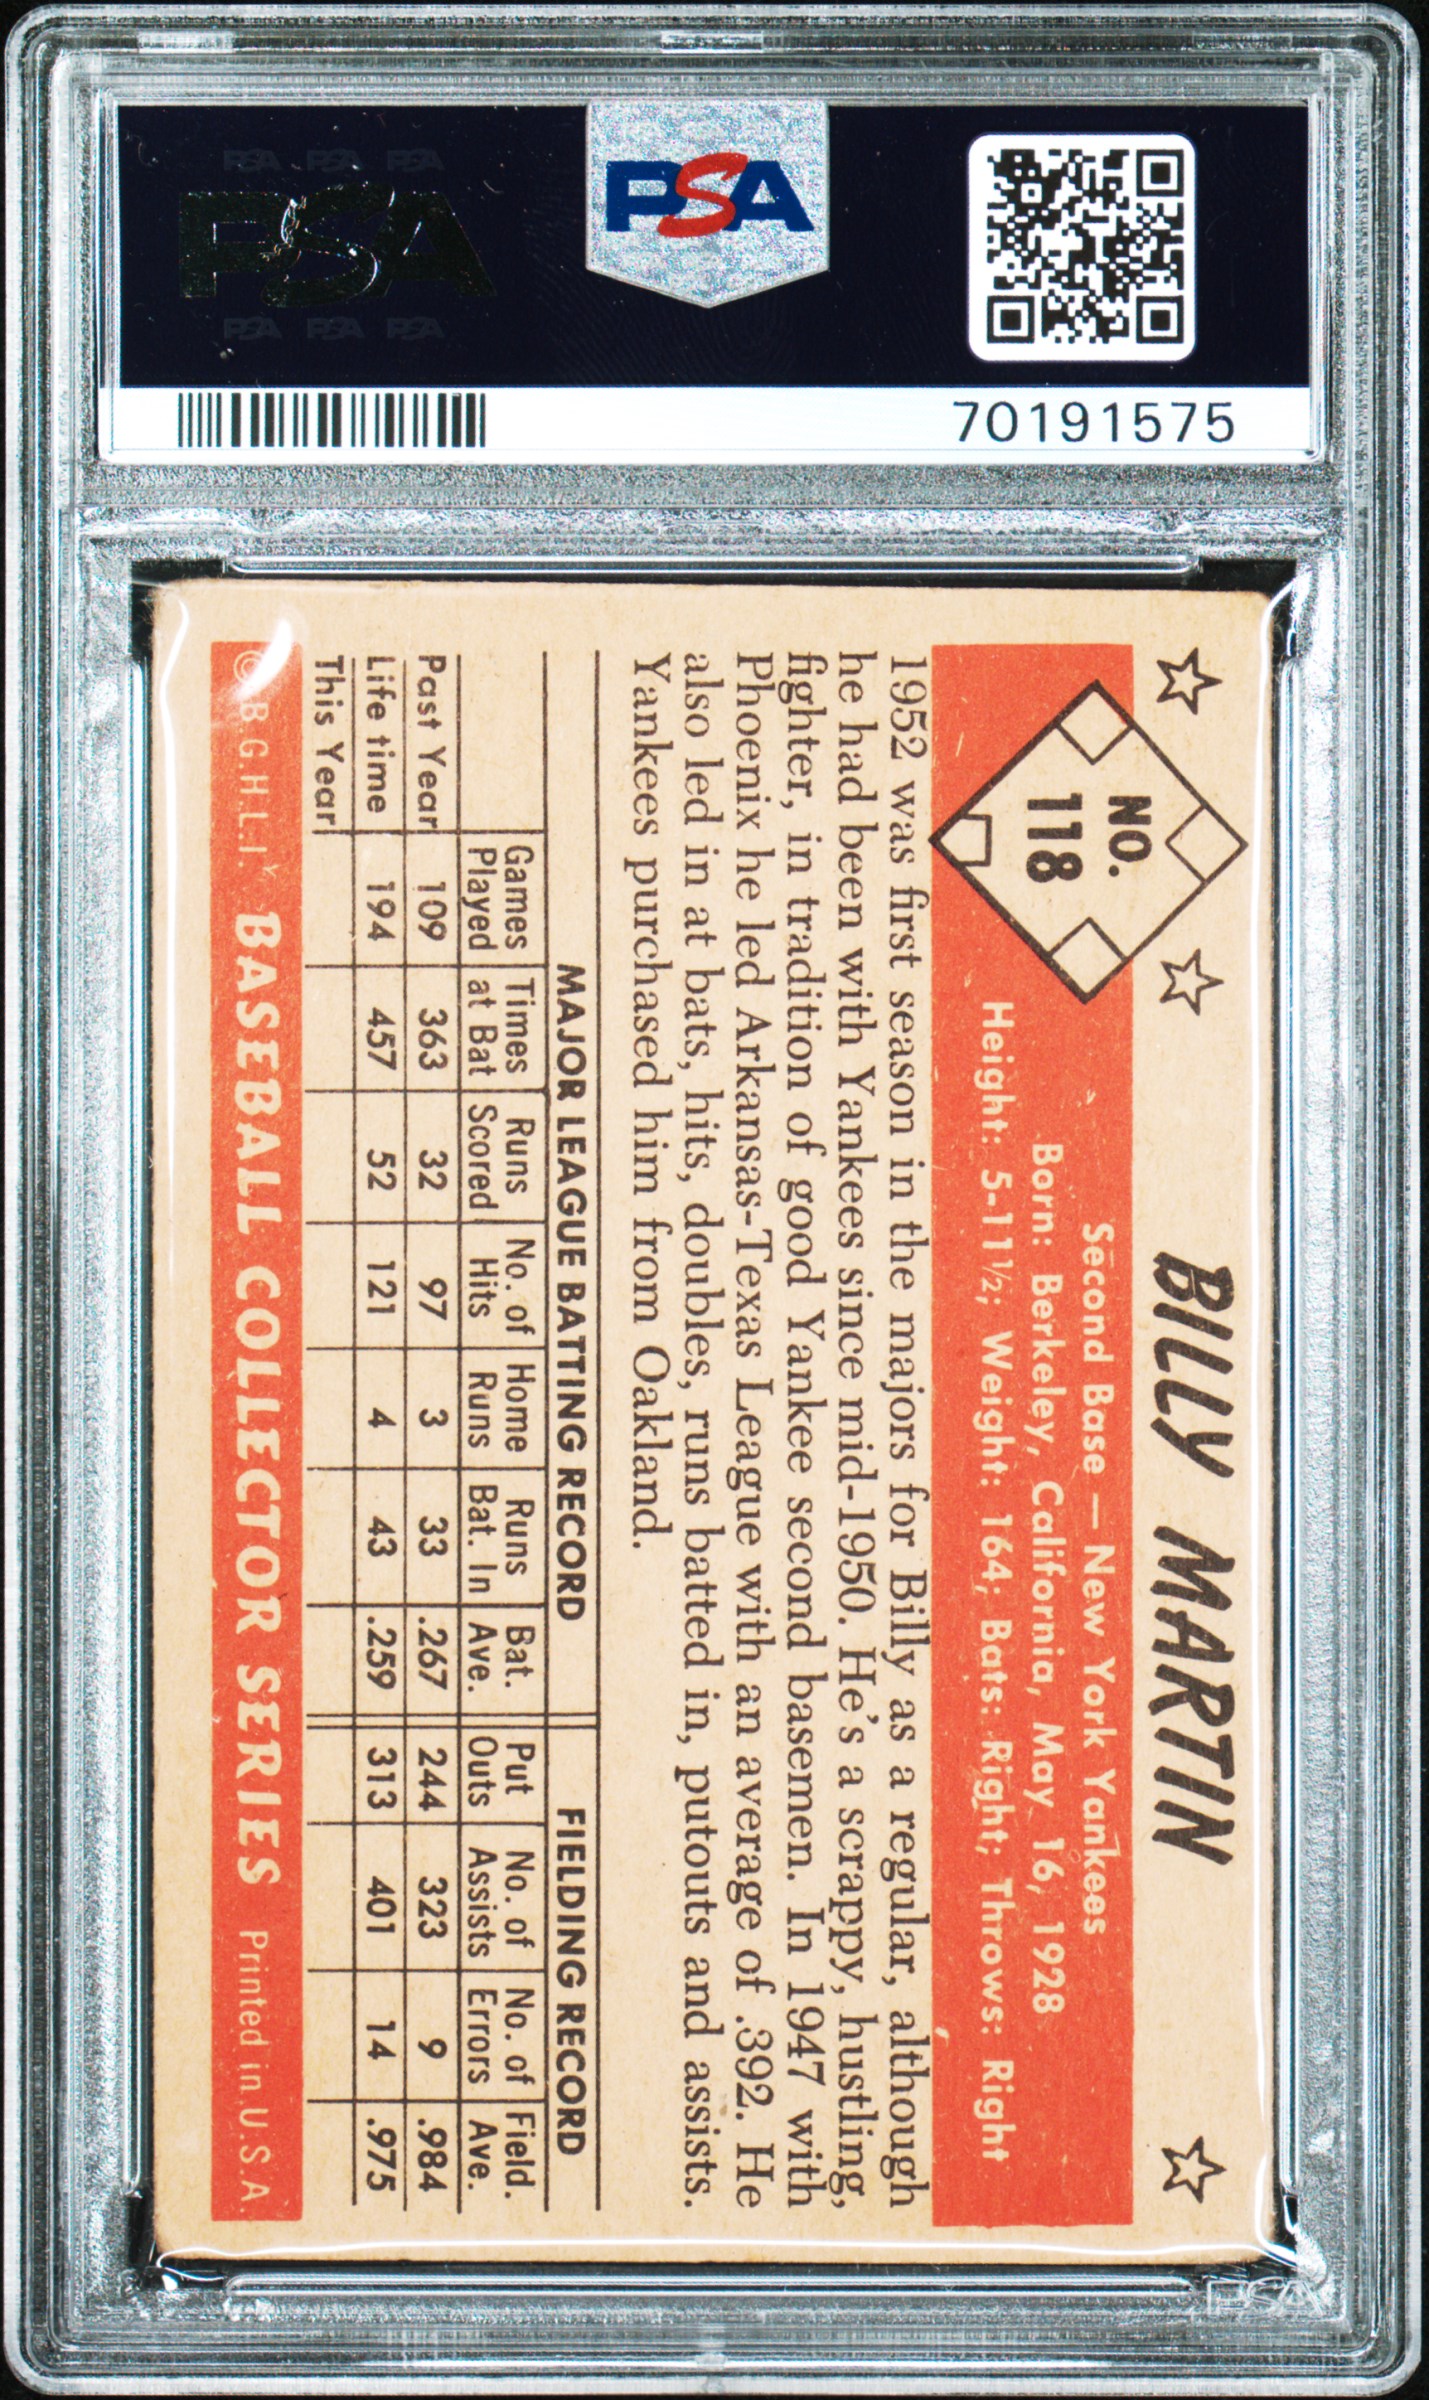 PSA PSA PSA
PSA
PSA PSA PSA
PSA
70191575
NO.
118
BILLY MARTIN
Second Base — New York Yankees
Born: Berkeley, California, May 16, 1928
Height: 5-11½; Weight: 164; Bats: Right; Throws: Right
1952 was first season in the majors for Billy as a regular, although
he had been with Yankees since mid-1950. He's a scrappy, hustling,
fighter, in tradition of good Yankee second basemen. In 1947 with
Phoenix he led Arkansas-Texas League with an average of .392. He
also led in at bats, hits, doubles, runs batted in, putouts and assists.
Yankees purchased him from Oakland.
MAJOR LEAGUE BATTING RECORD FIELDING RECORD
Games Times Runs No. of Home Runs Bat. Put No. of No. of Field.
Played at Bat Scored Hits Runs Bat. In Ave. Outs Assists Errors Ave.
Past Year 109 363 32 97 3 33 .267 244 323 9 .984
Life time 194 457 52 121 4 43 .259 313 401 14 .975
This Year
© B.G.H.L.I. BASEBALL COLLECTOR SERIES Printed in U.S.A.
PSA